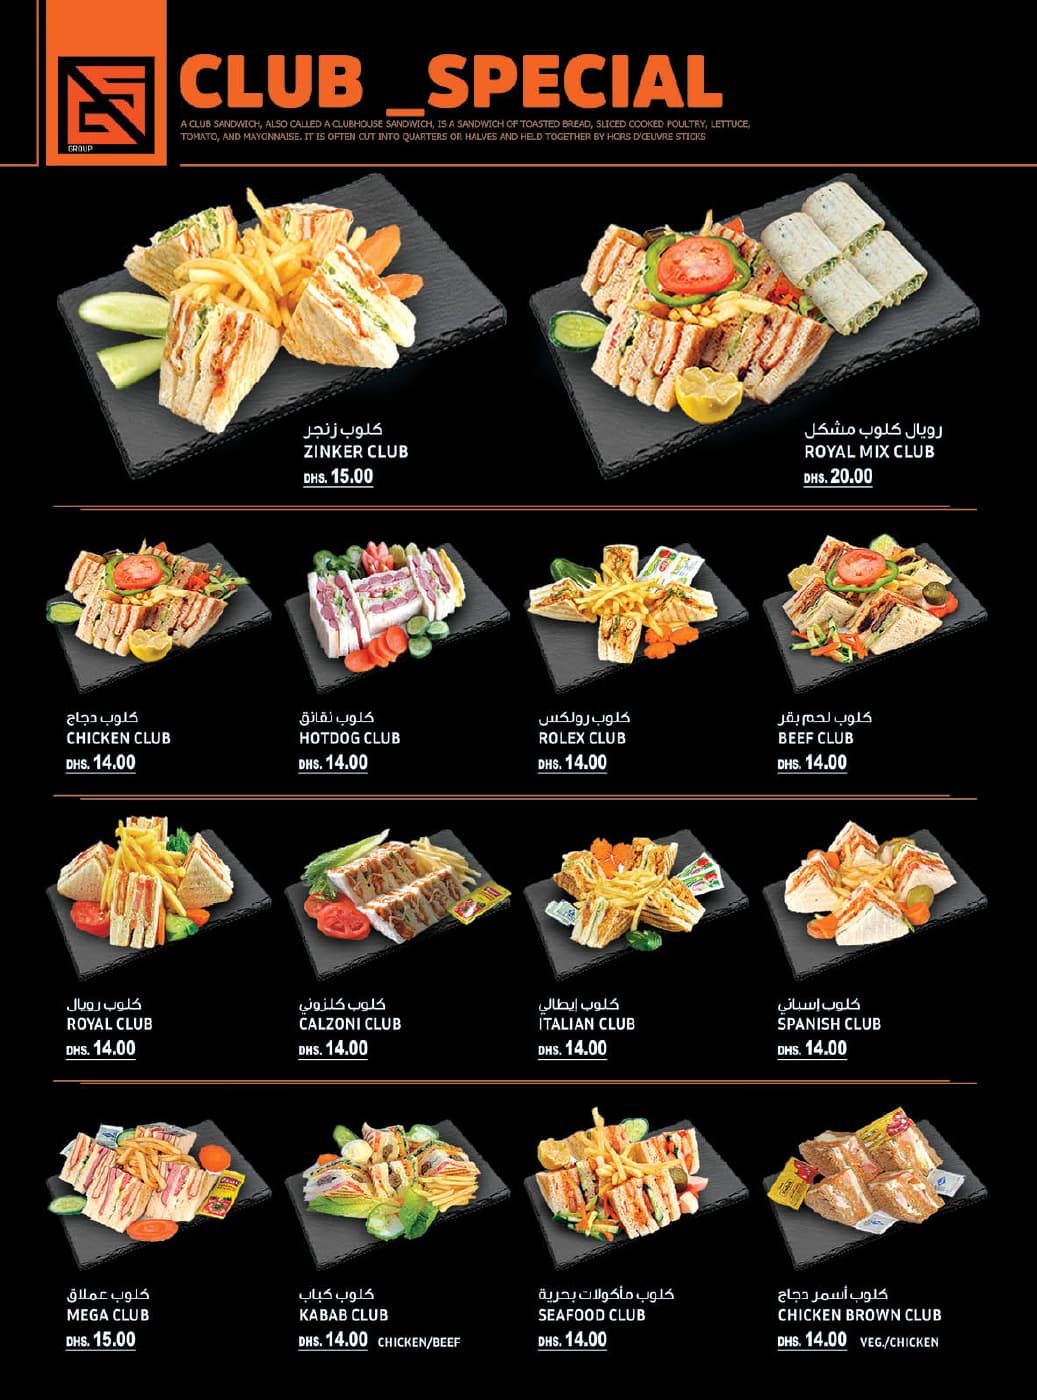 GROUP
CLUB _SPECIAL
A CLUB SANDWICH, ALSO CALLED A CLUBHOUSE SANDWICH, IS A SANDWICH OF TOASTED BREAD, SLICED COOKED POULTRY, LETTUCE,
TOMATO, AND MAYONNAISE. IT IS OFTEN CUT INTO QUARTERS OR HALVES AND HELD TOGETHER BY HORS D'ŒUVRE STICKS
كلوب زنجر
ZINKER CLUB
DHS. 15.00
رويال كلوب مشكل
ROYAL MIX CLUB
DHS. 20.00
كلوب دجاج
CHICKEN CLUB
DHS. 14.00
كلوب نقانق
HOTDOG CLUB
DHS. 14.00
كلوب رولكس
ROLEX CLUB
DHS. 14.00
كلوب لحم بقر
BEEF CLUB
DHS. 14.00
كلوب رويال
ROYAL CLUB
DHS. 14.00
كلوب كلزوني
CALZONI CLUB
DHS. 14.00
كلوب إيطالي
ITALIAN CLUB
DHS. 14.00
كلوب إسباني
SPANISH CLUB
DHS. 14.00
كلوب عملاق
MEGA CLUB
DHS. 15.00
كلوب كباب
KABAB CLUB
DHS. 14.00 CHICKEN/BEEF
كلوب مأكولات بحرية
SEAFOOD CLUB
DHS. 14.00
كلوب أسمر دجاج
CHICKEN BROWN CLUB
DHS. 14.00 VEG./CHICKEN